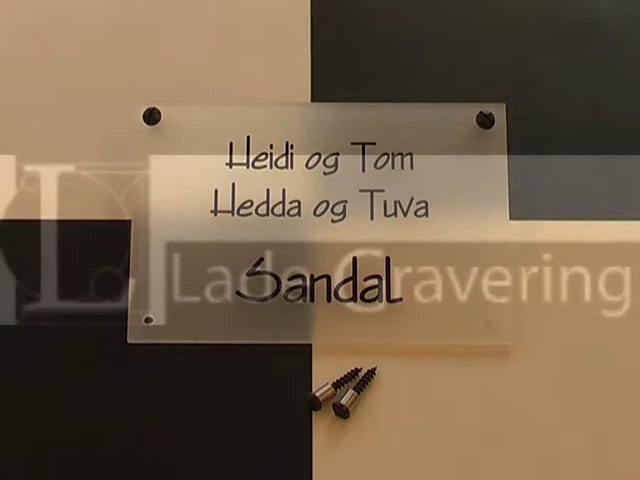 Heidi og Tom
Hedda og Tuva
Sandal
Lade Gravering